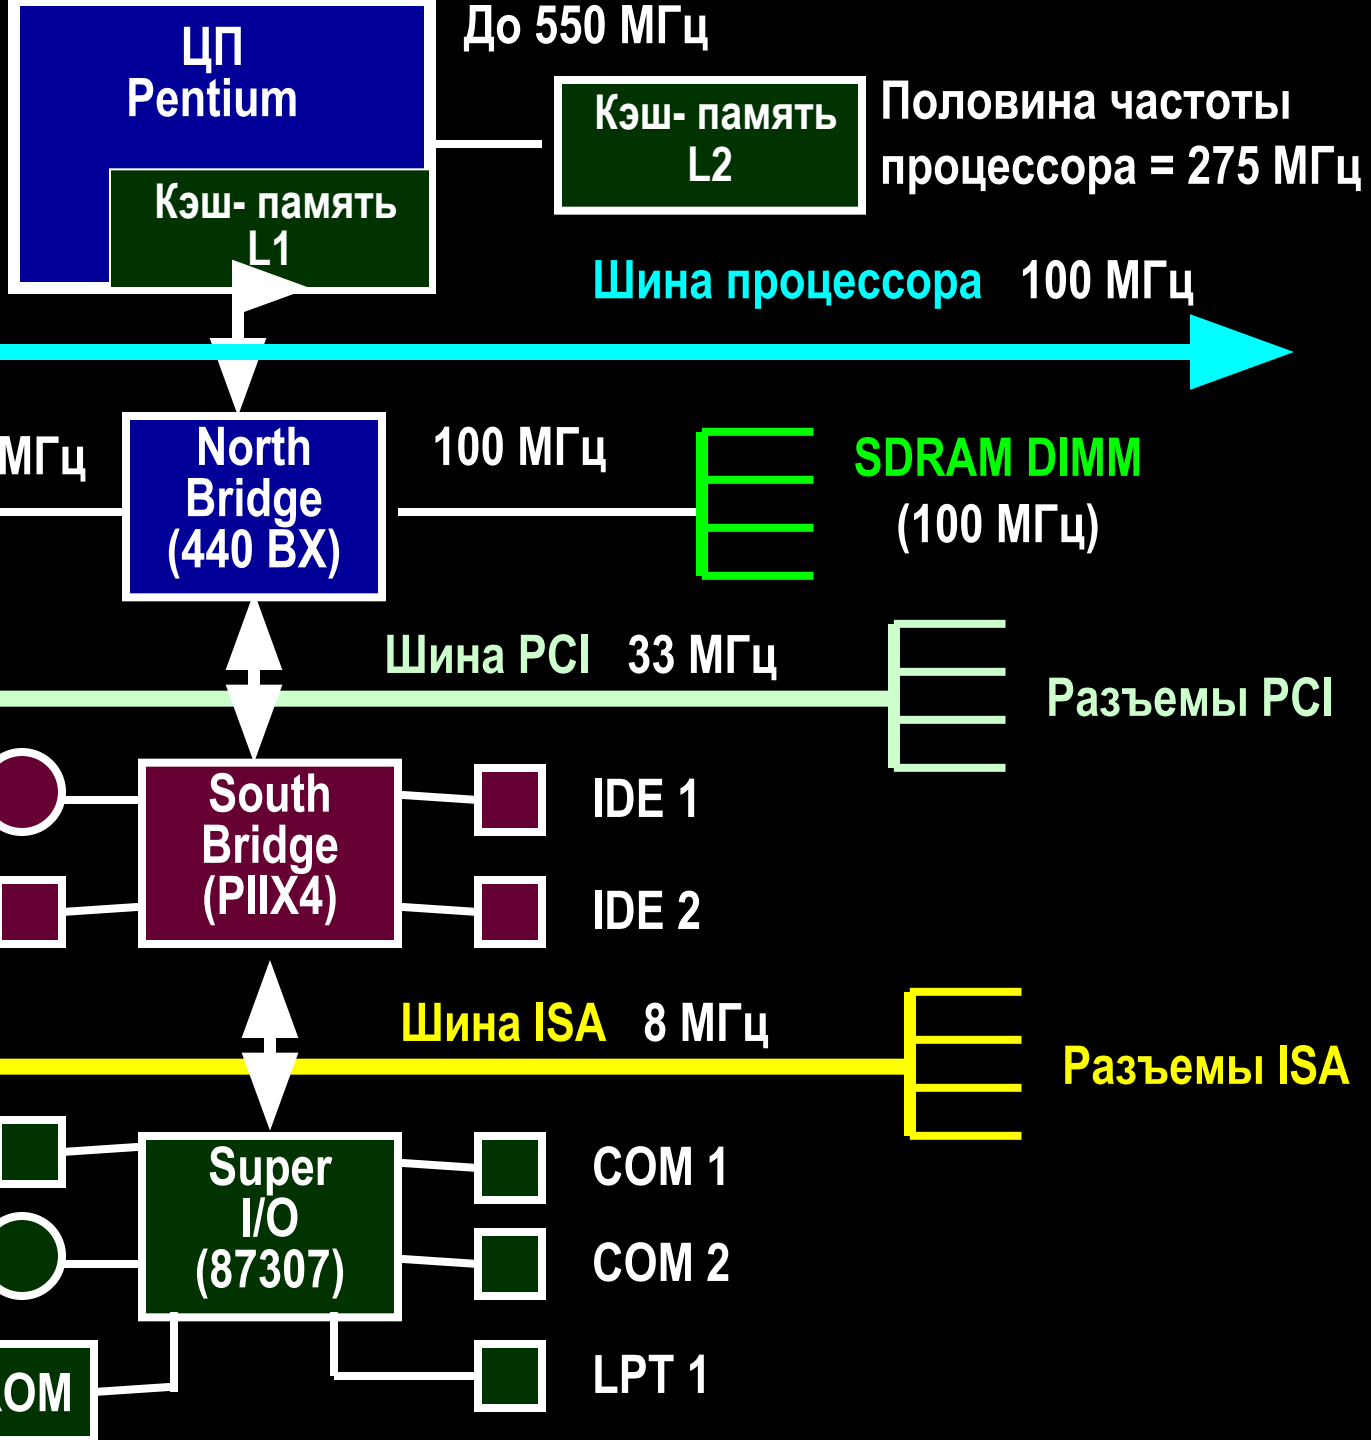 ЦП
Pentium
До 550 МГц
Кэш- память
L2
Половина частоты
процессора = 275 МГц
Кэш- память
L1
Шина процессора 100 МГц
МГц
North
Bridge
(440 BX)
100 МГц
SDRAM DIMM
(100 МГц)
Шина PCI 33 МГц
Разъемы PCI
South
Bridge
(PIIX4)
IDE 1
IDE 2
Шина ISA 8 МГц
Разъемы ISA
Super
I/O
(87307)
COM 1
COM 2
LPT 1